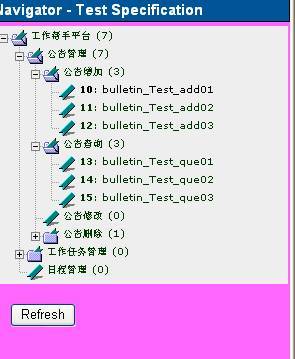 Navigator - Test Specification
工作帮手平台 (7)
公告管理 (7)
公告增加 (3)
10: bulletin_Test_add01
11: bulletin_Test_add02
12: bulletin_Test_add03
公告查询 (3)
13: bulletin_Test_que01
14: bulletin_Test_que02
15: bulletin_Test_que03
公告修改 (0)
公告删除 (1)
工作任务管理 (0)
日程管理 (0)
Refresh